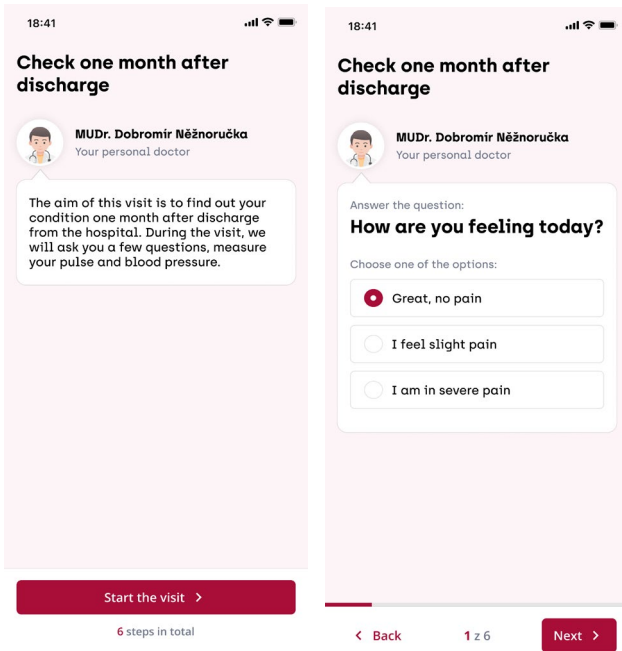 18:41
Check one month after
discharge
MUDr. Dobromír Něžnoručka
Your personal doctor
The aim of this visit is to find out your
condition one month after discharge
from the hospital. During the visit, we
will ask you a few questions, measure
your pulse and blood pressure.
Start the visit
6 steps in total
18:41
Check one month after
discharge
MUDr. Dobromír Něžnoručka
Your personal doctor
Answer the question:
How are you feeling today?
Choose one of the options:
Great, no pain
I feel slight pain
I am in severe pain
Back
1 z 6
Next